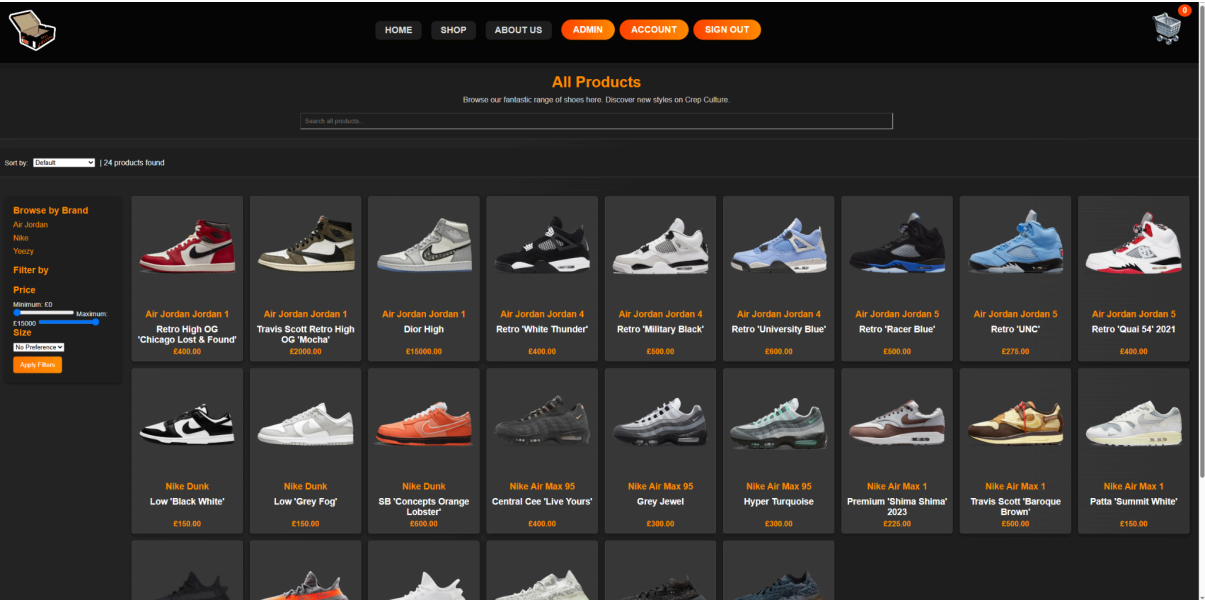 HOME
SHOP
ABOUT US
ADMIN
ACCOUNT
SIGN OUT
0
All Products
Browse our fantastic range of shoes here. Discover new styles on Crep Culture.
Search all products...
Sort by: Default | 24 products found
Browse by Brand
Air Jordan
Nike
Yeezy
Filter by
Price
Minimum: £0
Maximum:
£15000
Size
No Preference
Apply Filters
Air Jordan Jordan 1
Retro High OG
'Chicago Lost & Found'
£400.00
Air Jordan Jordan 1
Travis Scott Retro High
OG 'Mocha'
£2000.00
Air Jordan Jordan 1
Dior High
£15000.00
Air Jordan Jordan 4
Retro 'White Thunder'
£400.00
Air Jordan Jordan 4
Retro 'Military Black'
£500.00
Air Jordan Jordan 4
Retro 'University Blue'
£600.00
Air Jordan Jordan 5
Retro 'Racer Blue'
£500.00
Air Jordan Jordan 5
Retro 'UNC'
£275.00
Air Jordan Jordan 5
Retro 'Quai 54' 2021
£400.00
Nike Dunk
Low 'Black White'
£150.00
Nike Dunk
Low 'Grey Fog'
£150.00
Nike Dunk
SB 'Concepts Orange
Lobster'
£600.00
Nike Air Max 95
Central Cee 'Live Yours'
£400.00
Nike Air Max 95
Grey Jewel
£300.00
Nike Air Max 95
Hyper Turquoise
£300.00
Nike Air Max 1
Premium 'Shima Shima'
2023
£225.00
Nike Air Max 1
Travis Scott 'Baroque
Brown'
£500.00
Nike Air Max 1
Patta 'Summit White'
£150.00